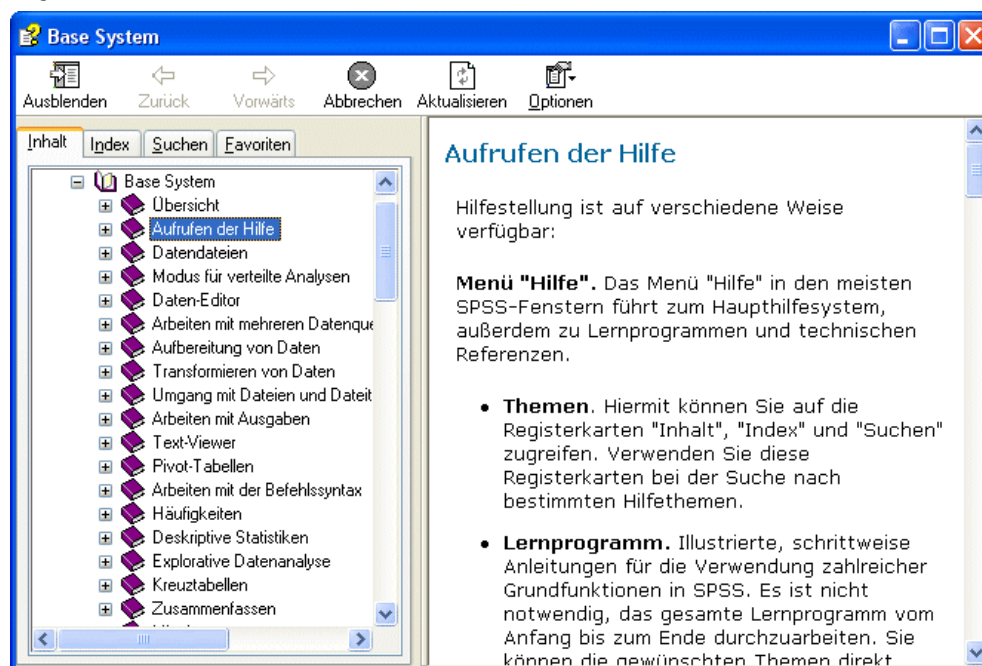 Base System
Ausblenden Zurück Vorwärts Abbrechen Aktualisieren Optionen
Inhalt Index Suchen Favoriten
Base System
Übersicht
Aufrufen der Hilfe
Datendateien
Modus für verteilte Analysen
Daten-Editor
Arbeiten mit mehreren Datenque
Aufbereitung von Daten
Transformieren von Daten
Umgang mit Dateien und Dateit
Arbeiten mit Ausgaben
Text-Viewer
Pivot-Tabellen
Arbeiten mit der Befehlssyntax
Häufigkeiten
Deskriptive Statistiken
Explorative Datenanalyse
Kreuztabellen
Zusammenfassen
Aufrufen der Hilfe
Hilfestellung ist auf verschiedene Weise
verfügbar:
Menü "Hilfe". Das Menü "Hilfe" in den meisten
SPSS-Fenstern führt zum Haupthilfesystem,
außerdem zu Lernprogrammen und technischen
Referenzen.
• Themen. Hiermit können Sie auf die
Registerkarten "Inhalt", "Index" und "Suchen"
zugreifen. Verwenden Sie diese
Registerkarten bei der Suche nach
bestimmten Hilfethemen.
• Lernprogramm. Illustrierte, schrittweise
Anleitungen für die Verwendung zahlreicher
Grundfunktionen in SPSS. Es ist nicht
notwendig, das gesamte Lernprogramm vom
Anfang bis zum Ende durchzuarbeiten. Sie
können die gewünschten Themen direkt